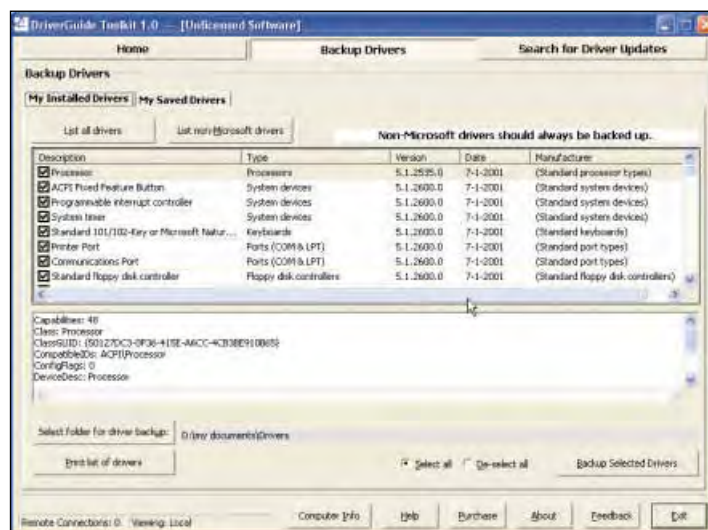 DriverGuide Toolkit 1.0 --- [Unlicensed Software]
Home Backup Drivers Search for Driver Updates
Backup Drivers
My Installed Drivers My Saved Drivers
List all drivers List non-Microsoft drivers Non-Microsoft drivers should always be backed up.
Description Type Version Date Manufacturer
Processor Processors 5.1.2535.0 7-1-2001 (Standard processor types)
ACPI Fixed Feature Button System devices 5.1.2600.0 7-1-2001 (Standard system devices)
Programmable interrupt controller System devices 5.1.2600.0 7-1-2001 (Standard system devices)
System timer System devices 5.1.2600.0 7-1-2001 (Standard system devices)
Standard 101/102-Key or Microsoft Natur... Keyboards 5.1.2600.0 7-1-2001 (Standard keyboards)
Printer Port Ports (COM & LPT) 5.1.2600.0 7-1-2001 (Standard port types)
Communications Port Ports (COM & LPT) 5.1.2600.0 7-1-2001 (Standard port types)
Standard floppy disk controller Floppy disk controllers 5.1.2600.0 7-1-2001 (Standard floppy disk controllers)
Capabilities: 48
Class: Processor
ClassGUID: {50127DC3-0F36-415E-A6CC-4CB3BE910B65}
CompatibleIDs: ACPI\Processor
ConfigFlags: 0
DeviceDesc: Processor
Select folder for driver backup: D:\my documents\Drivers
Print list of drivers Select all De-select all Backup Selected Drivers
Remote Connections: 0 Viewing: Local Computer Info Help Purchase About Feedback Exit